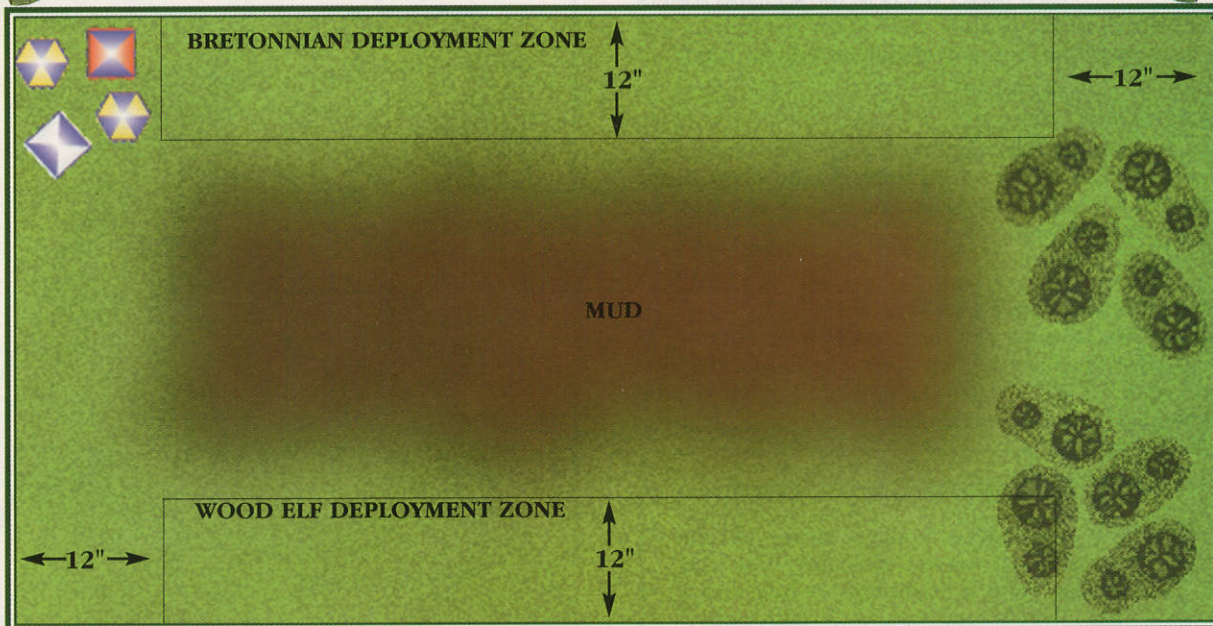 BRETONNIAN DEPLOYMENT ZONE
12"
12"
MUD
WOOD ELF DEPLOYMENT ZONE
12"
12"